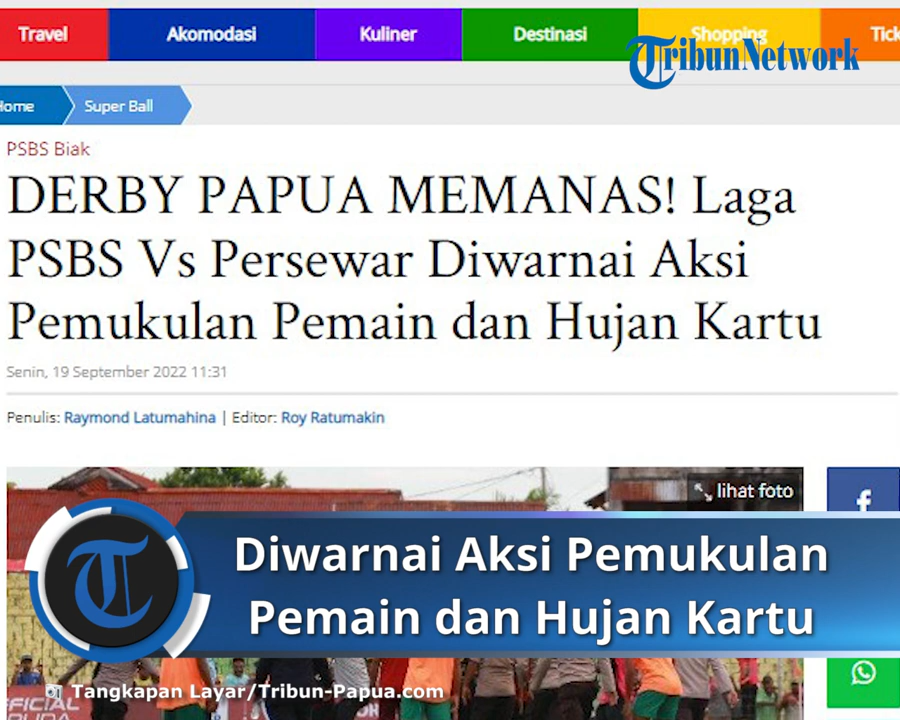 Travel
Akomodasi
Kuliner
Destinasi
Shopping
TribunNetwork
Home
Super Ball
PSBS Biak
DERBY PAPUA MEMANAS! Laga
PSBS Vs Persewar Diwarnai Aksi
Pemukulan Pemain dan Hujan Kartu
Senin, 19 September 2022 11:31
Penulis: Raymond Latumahina | Editor: Roy Ratumakin
lihat foto
f
T
Diwarnai Aksi Pemukulan
Pemain dan Hujan Kartu
Tangkapan Layar/Tribun-Papua.com